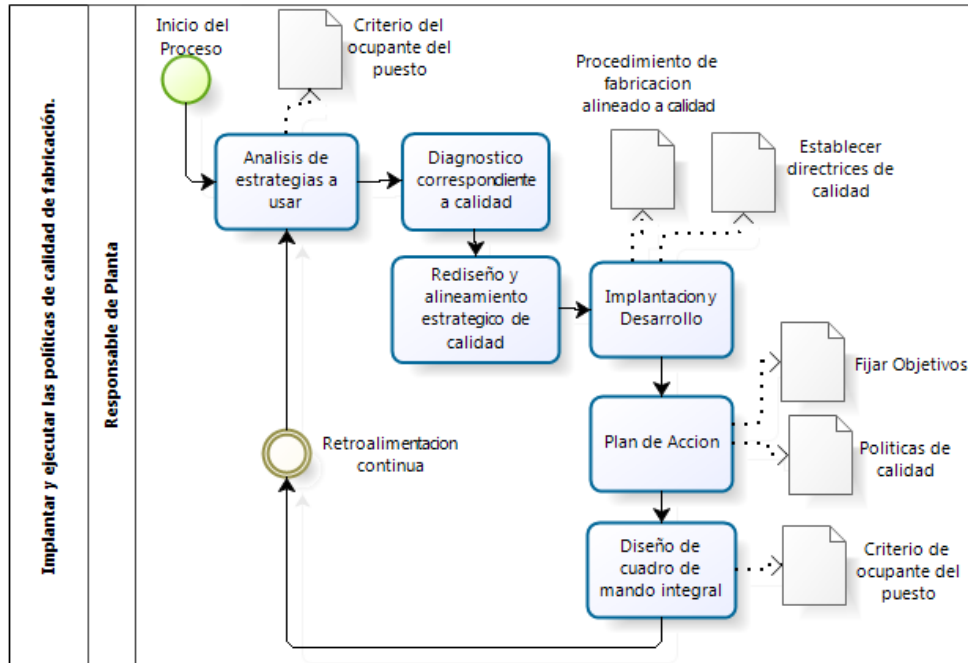 Implantar y ejecutar las políticas de calidad de fabricación.
Responsable de Planta
Inicio del
Proceso
Criterio del
ocupante del
puesto
Procedimiento de
fabricacion
alineado a calidad
Establecer
directrices de
calidad
Analisis de
estrategias a
usar
Diagnostico
correspondiente
a calidad
Rediseño y
alineamiento
estrategico de
calidad
Implantacion y
Desarrollo
Fijar Objetivos
Plan de Accion
Politicas de
calidad
Retroalimentacion
continua
Diseño de
cuadro de
mando integral
Criterio de
ocupante del
puesto